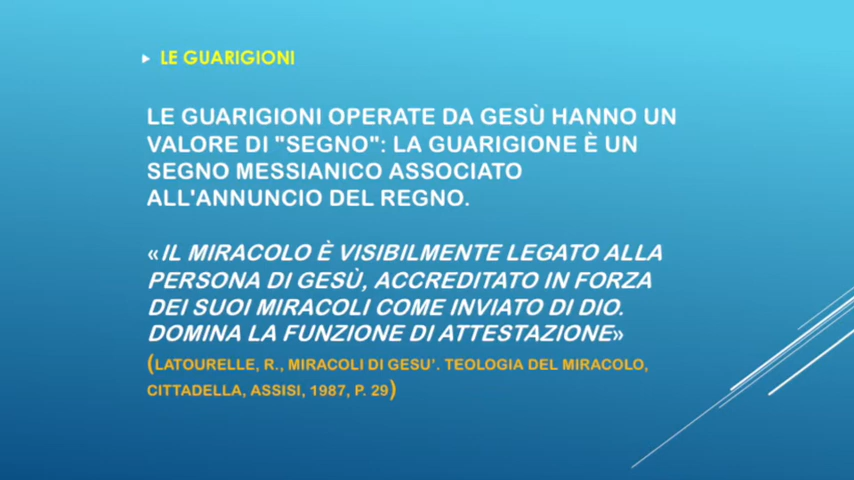 LE GUARIGIONI
LE GUARIGIONI OPERATE DA GESÙ HANNO UN
VALORE DI "SEGNO": LA GUARIGIONE È UN
SEGNO MESSIANICO ASSOCIATO
ALL'ANNUNCIO DEL REGNO.
«IL MIRACOLO È VISIBILMENTE LEGATO ALLA
PERSONA DI GESÙ, ACCREDITATO IN FORZA
DEI SUOI MIRACOLI COME INVIATO DI DIO.
DOMINA LA FUNZIONE DI ATTESTAZIONE»
(LATOURELLE, R., MIRACOLI DI GESU'. TEOLOGIA DEL MIRACOLO,
CITTADELLA, ASSISI, 1987, P. 29)